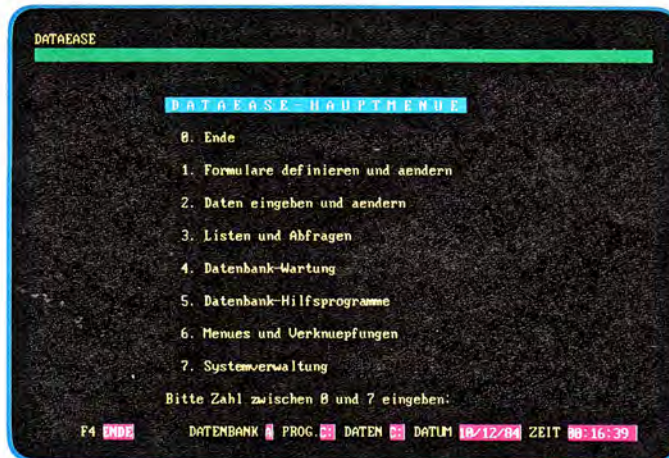 DATAEASE
DATAEASE-HAUPTMENUE
0. Ende
1. Formulare definieren und aendern
2. Daten eingeben und aendern
3. Listen und Abfragen
4. Datenbank-Wartung
5. Datenbank-Hilfsprogramme
6. Menues und Verknuepfungen
7. Systemverwaltung
Bitte Zahl zwischen 0 und 7 eingeben:
F4 ENDE DATENBANK A PROG. C: DATEN C: DATUM 10/12/84 ZEIT 00:16:39